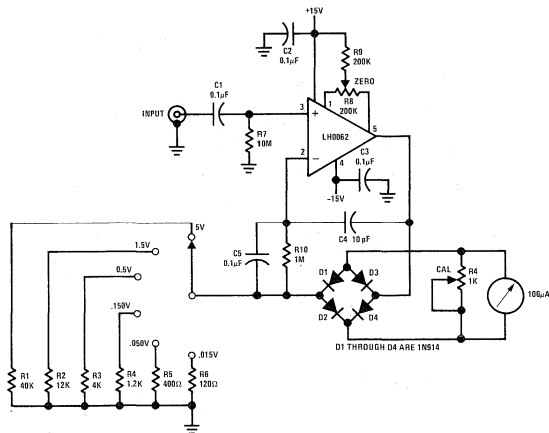 +15V
C2
0.1µF
R9
200K
ZERO
C1
0.1µF
INPUT
3
+
1
R8
200K
5
R7
10M
LH0062
2
−
4
C3
0.1µF
−15V
5V
C4 10pF
1.5V
C5
0.1µF
R10
1M
0.5V
D1
D3
CAL
R4
1K
.150V
D2
D4
100µA
D1 THROUGH D4 ARE 1N914
.050V
.015V
R1
40K
R2
12K
R3
4K
R4
1.2K
R5
400Ω
R6
120Ω